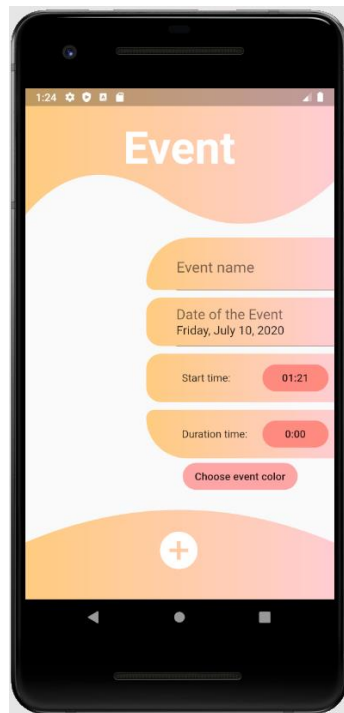 1:24
Event
Event name
Date of the Event
Friday, July 10, 2020
Start time:
01:21
Duration time:
0:00
Choose event color